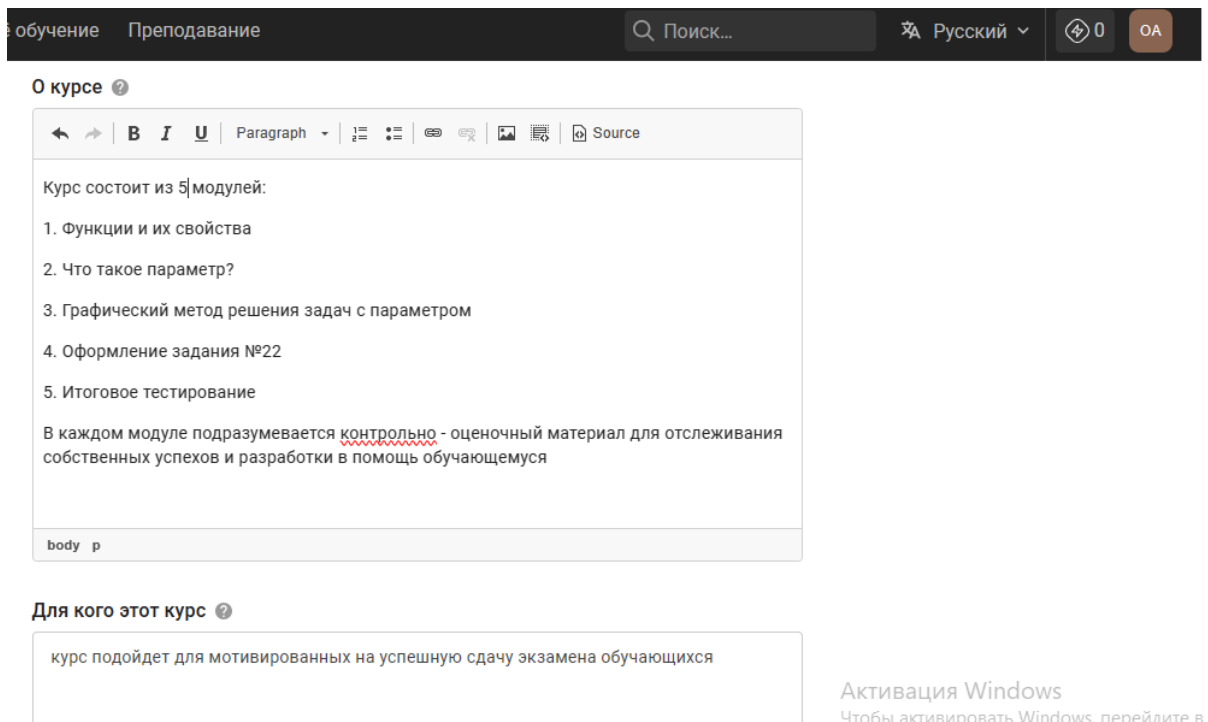 ё обучение Преподавание Поиск... Русский 0 OA
О курсе
B I U Paragraph Source
Курс состоит из 5 модулей:
1. Функции и их свойства
2. Что такое параметр?
3. Графический метод решения задач с параметром
4. Оформление задания №22
5. Итоговое тестирование
В каждом модуле подразумевается контрольно - оценочный материал для отслеживания
собственных успехов и разработки в помощь обучающемуся
body p
Для кого этот курс
курс подойдет для мотивированных на успешную сдачу экзамена обучающихся
Активация Windows
Чтобы активировать Windows, перейдите в